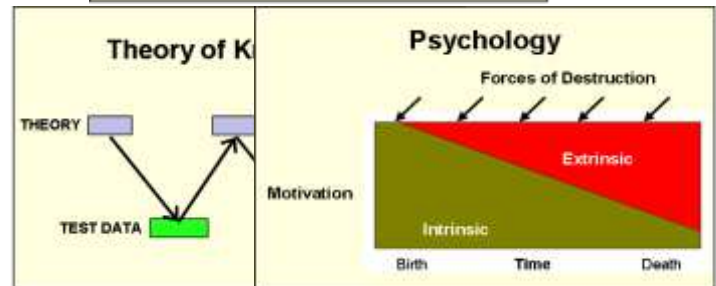 Theory of K
THEORY
TEST DATA
Psychology
Forces of Destruction
Extrinsic
Motivation
Intrinsic
Birth Time Death